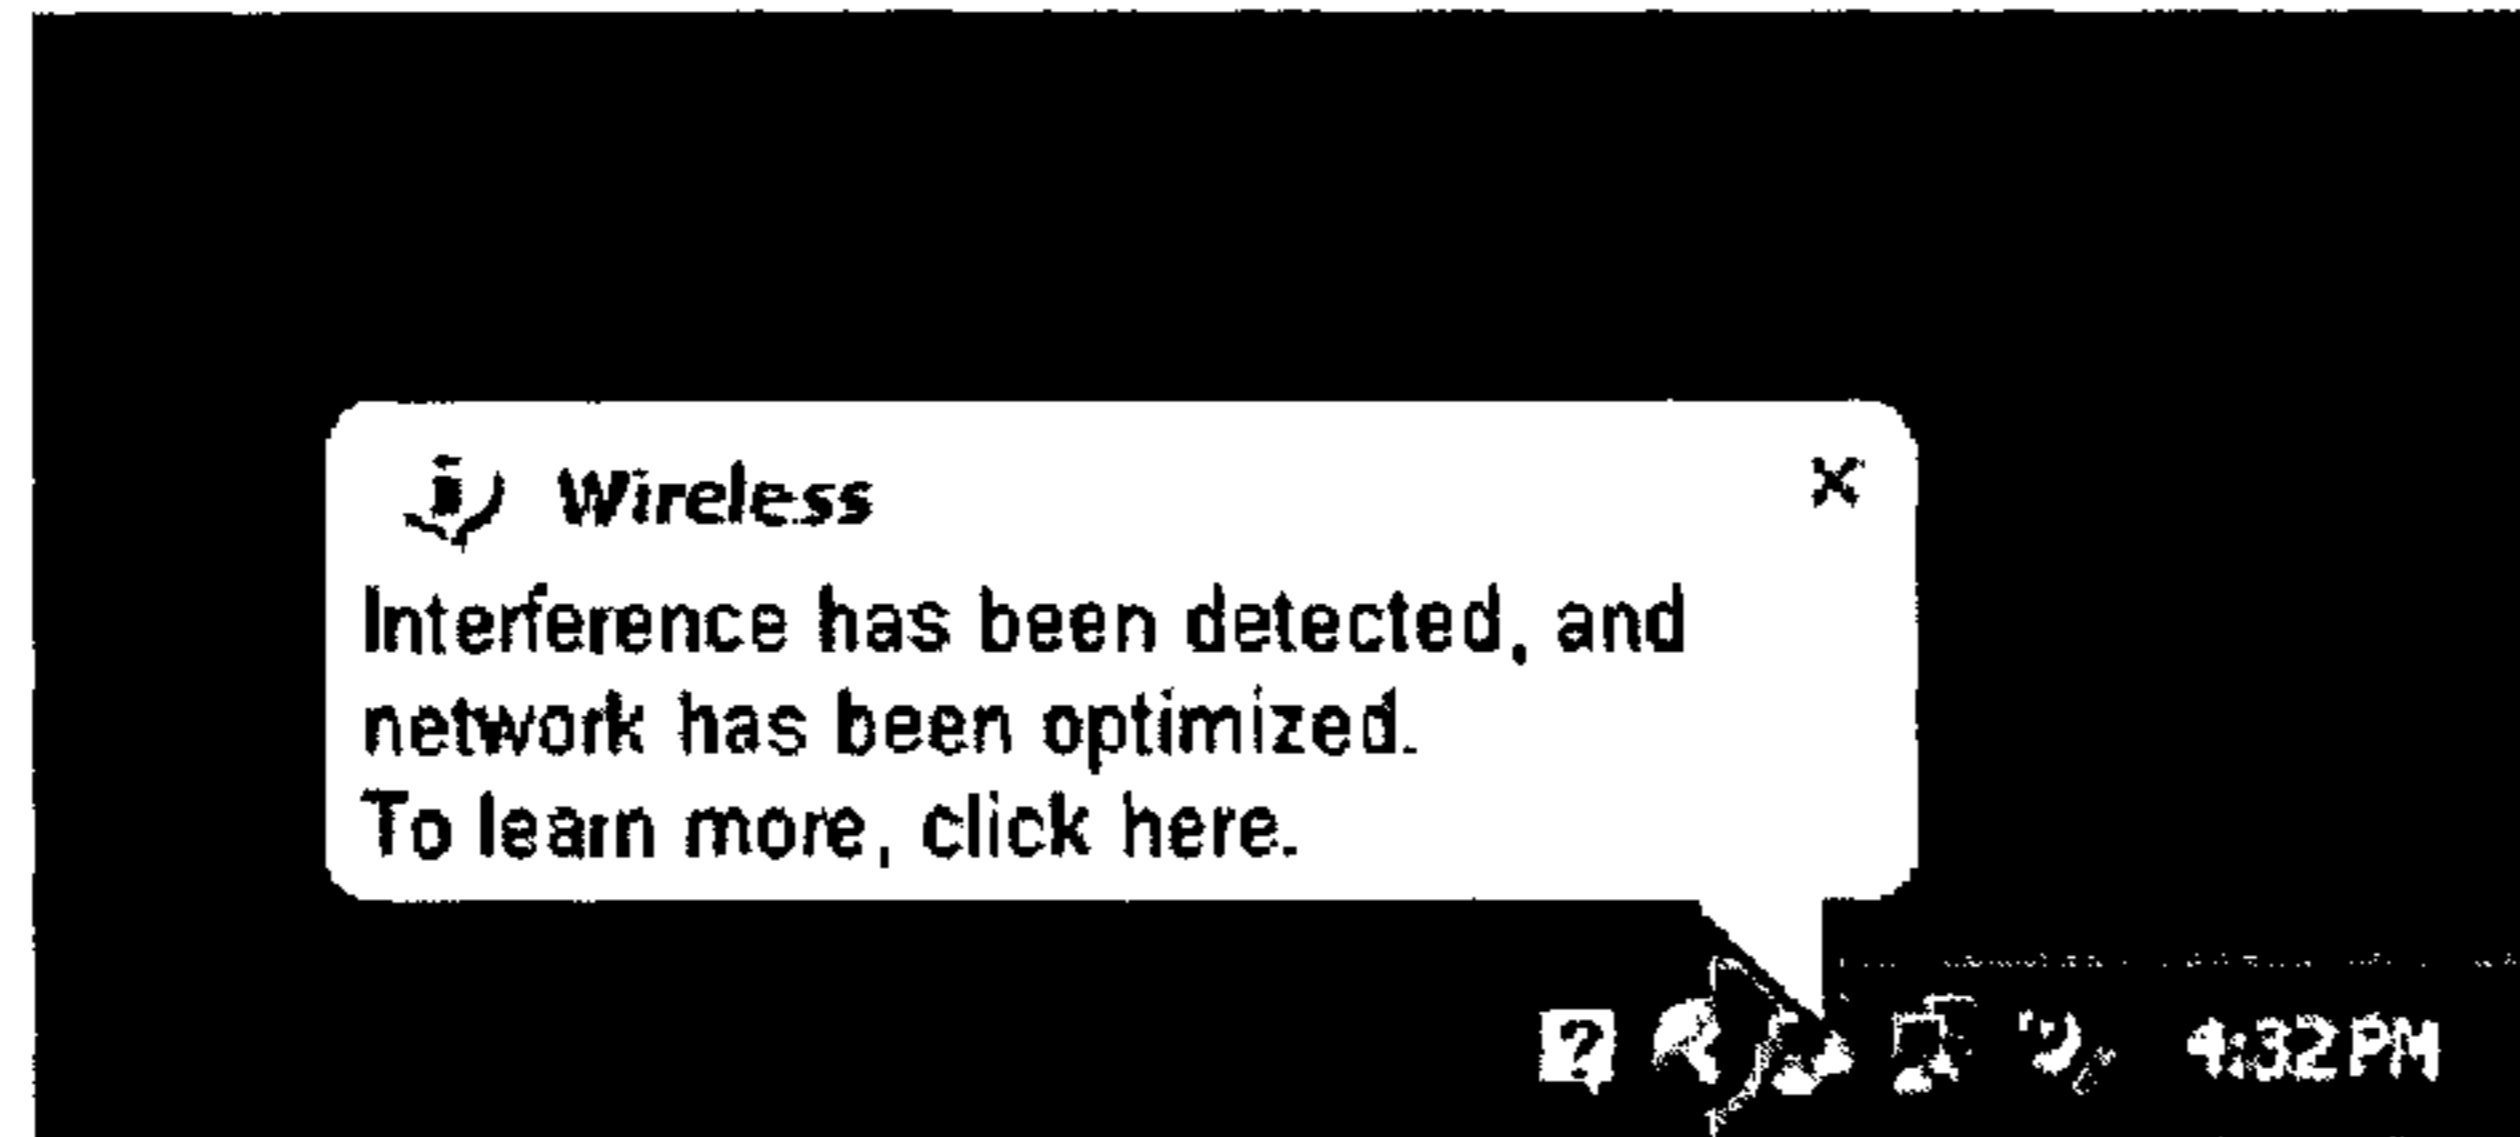 Wireless
Interference has been detected, and
network has been optimized.
To learn more, click here.
4:32 PM